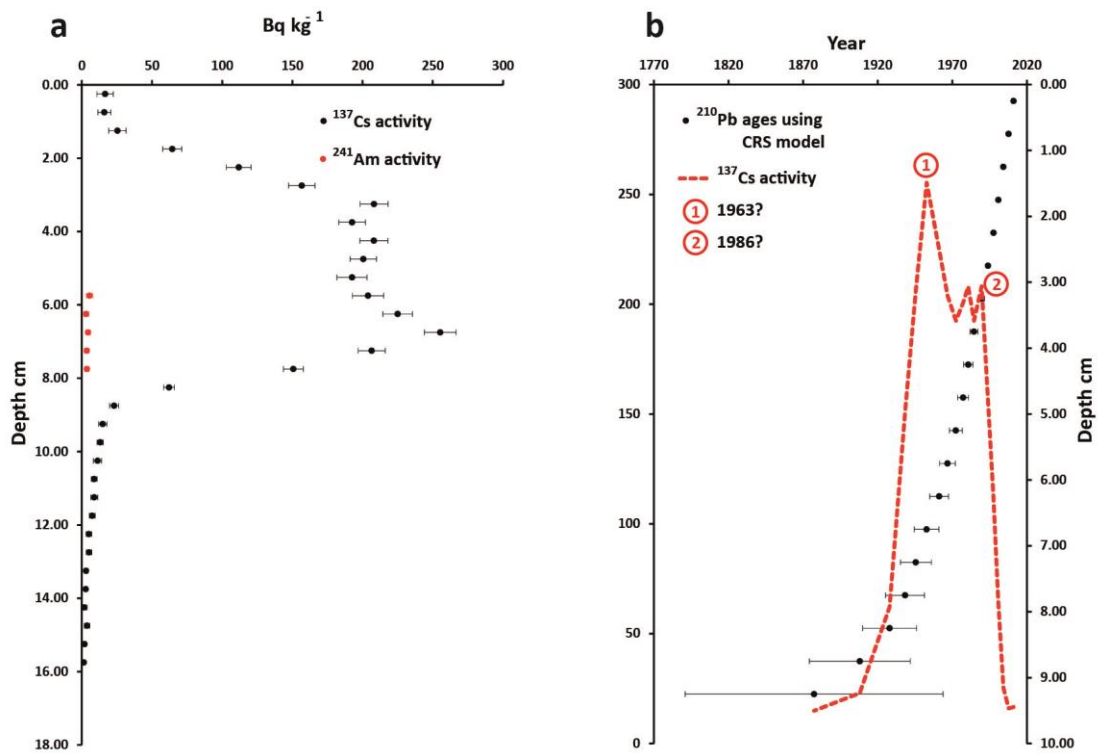 a
Bq kg⁻¹
0 50 100 150 200 250 300
0.00
2.00
4.00
6.00
8.00
10.00
12.00
14.00
16.00
18.00
Depth cm
¹³⁷Cs activity
²⁴¹Am activity
b
Year
1770 1820 1870 1920 1970 2020
300
250
200
150
100
50
0
²¹⁰Pb ages using
CRS model
¹³⁷Cs activity
1 1963?
2 1986?
1
2
0.00
1.00
2.00
3.00
4.00
5.00
6.00
7.00
8.00
9.00
10.00
Depth cm